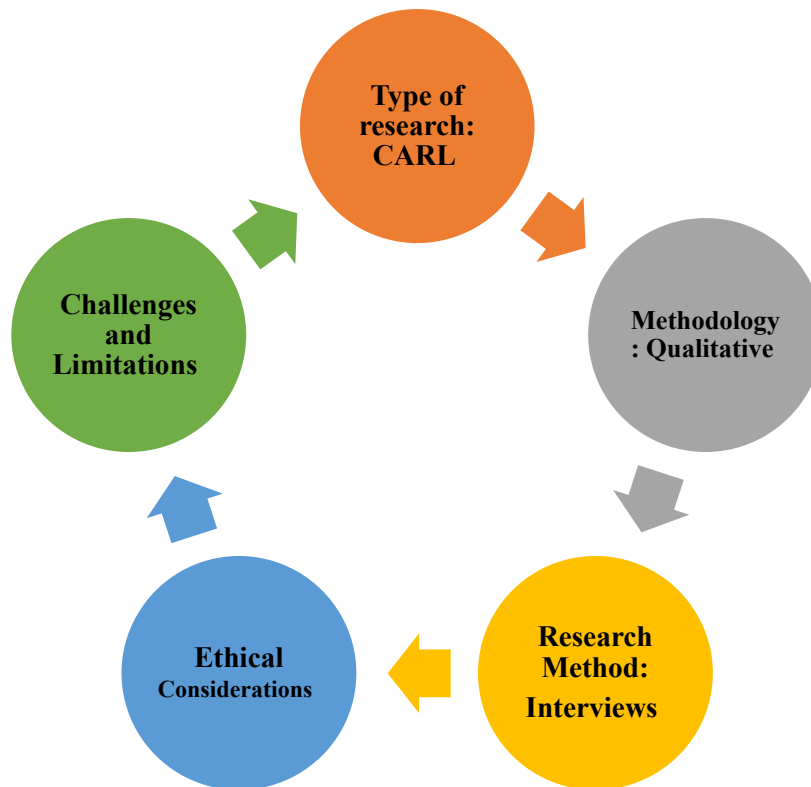 Type of
research:
CARL
Methodology
: Qualitative
Research
Method:
Interviews
Ethical
Considerations
Challenges
and
Limitations